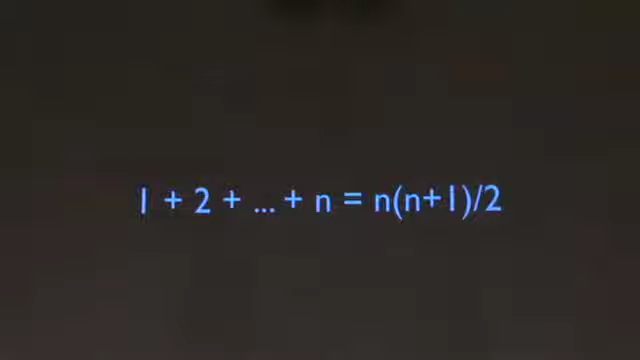 1 + 2 + ... + n = n(n+1)/2